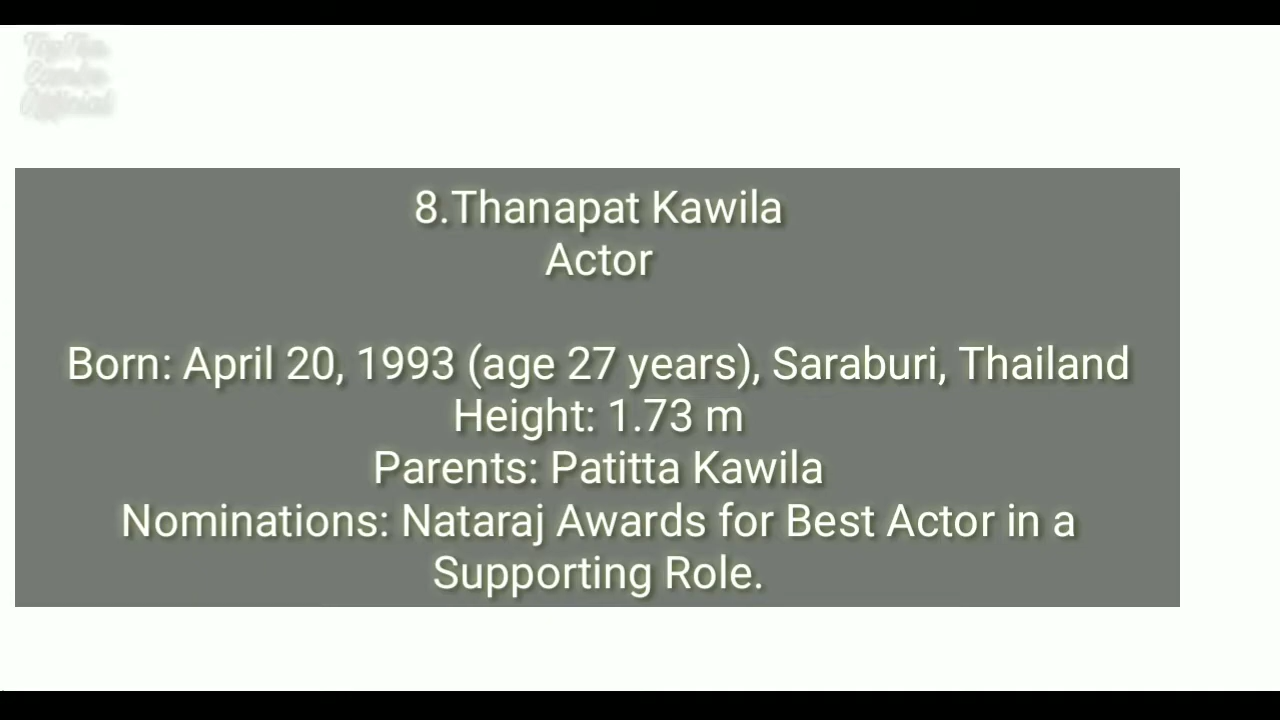 8.Thanapat Kawila
Actor
Born: April 20, 1993 (age 27 years), Saraburi, Thailand
Height: 1.73 m
Parents: Patitta Kawila
Nominations: Nataraj Awards for Best Actor in a
Supporting Role.